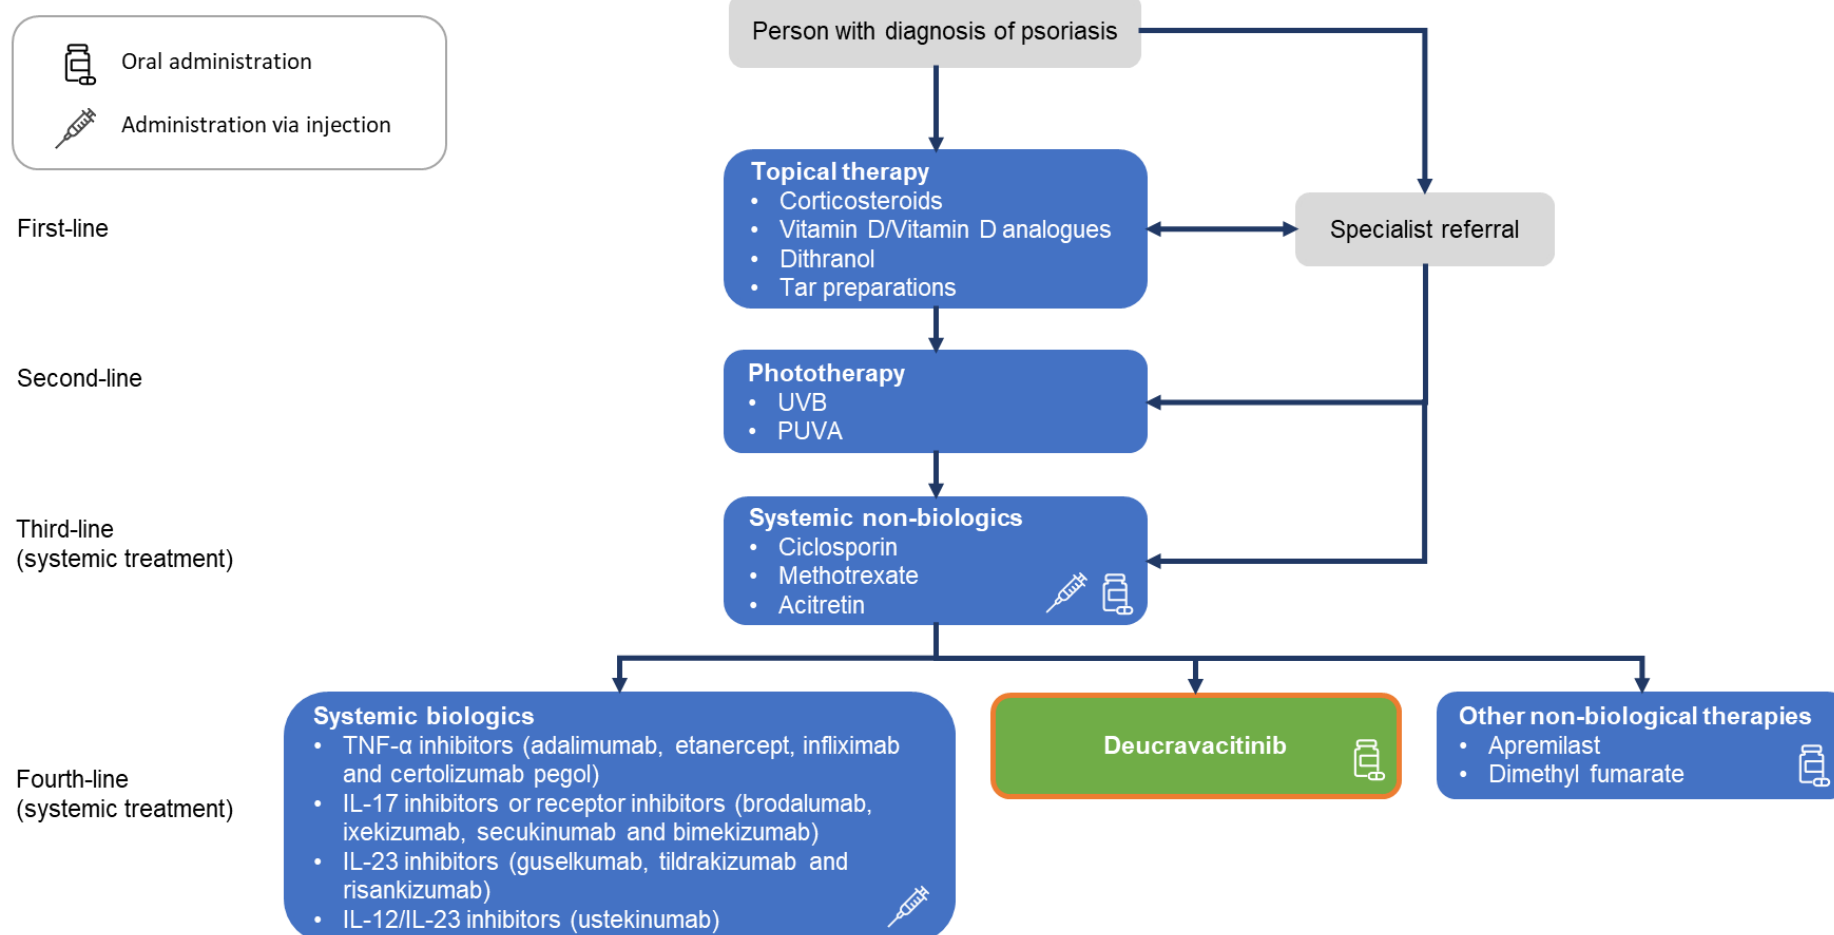 Person with diagnosis of psoriasis
Oral administration
Administration via injection
Topical therapy
• Corticosteroids
• Vitamin D/Vitamin D analogues
• Dithranol
• Tar preparations
First-line
Specialist referral
Second-line
Phototherapy
• UVB
• PUVA
Third-line
(systemic treatment)
Systemic non-biologics
• Ciclosporin
• Methotrexate
• Acitretin
Fourth-line
(systemic treatment)
Systemic biologics
• TNF-α inhibitors (adalimumab, etanercept, infliximab
and certolizumab pegol)
• IL-17 inhibitors or receptor inhibitors (brodalumab,
ixekizumab, secukinumab and bimekizumab)
• IL-23 inhibitors (guselkumab, tildrakizumab and
risankizumab)
• IL-12/IL-23 inhibitors (ustekinumab)
Deucravacitinib
Other non-biological therapies
• Apremilast
• Dimethyl fumarate